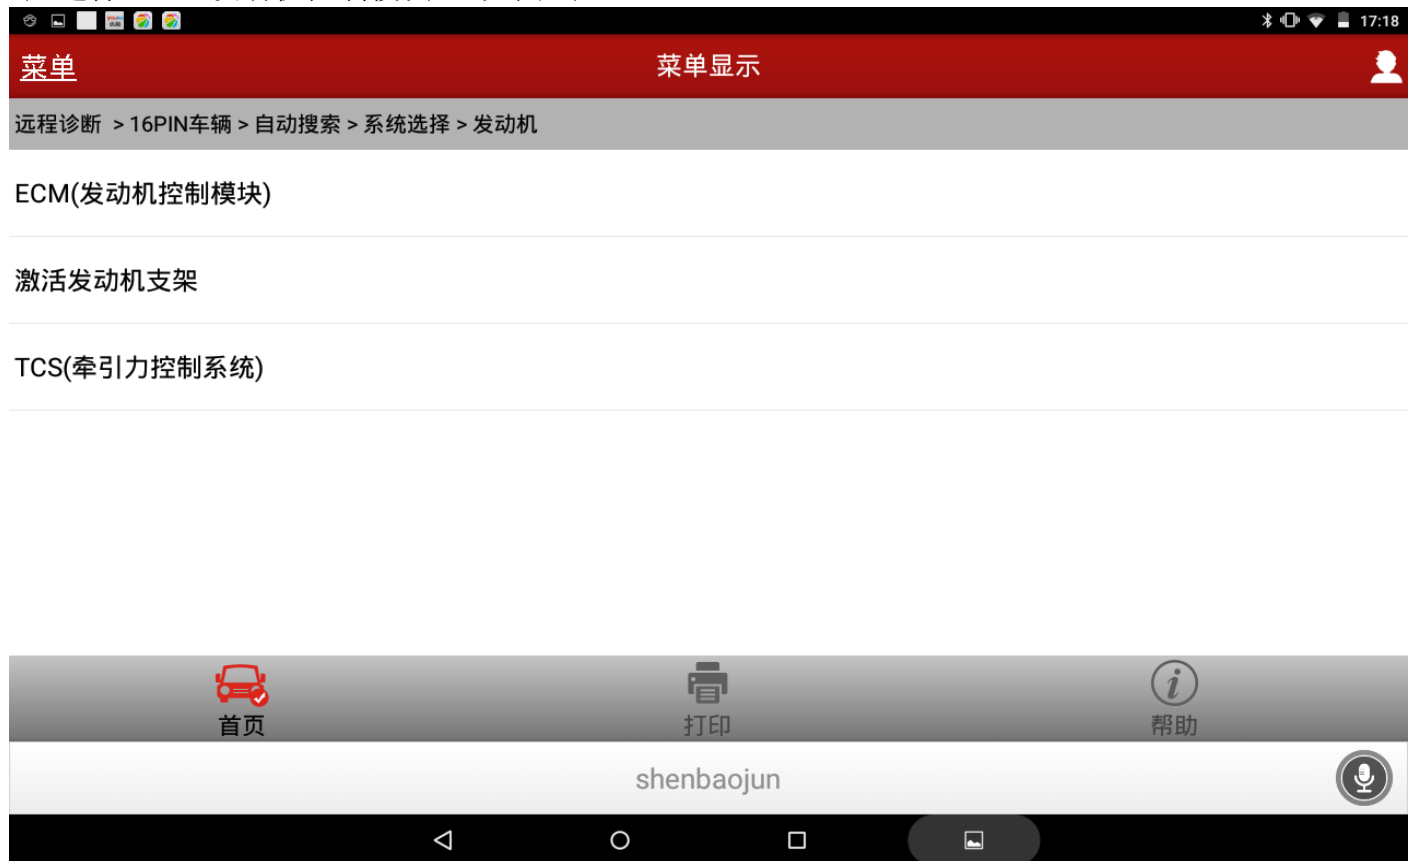 17:18
菜单
菜单显示
远程诊断 > 16PIN车辆 > 自动搜索 > 系统选择 > 发动机
ECM(发动机控制模块)
激活发动机支架
TCS(牵引力控制系统)
首页
打印
帮助
shenbaojun